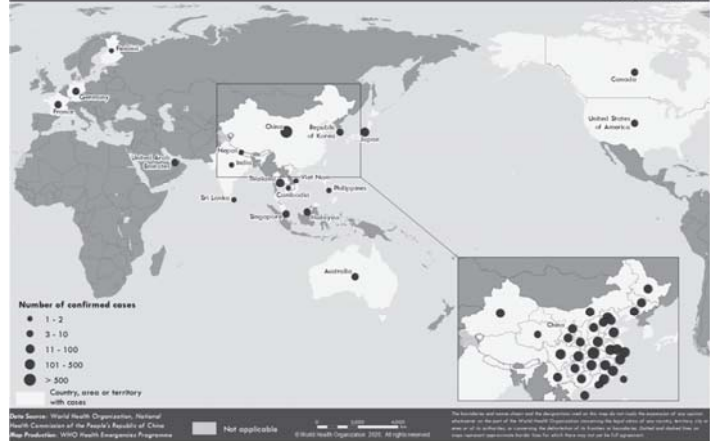 Finland
Germany
France
Canada
United States
of America
China
Republic
of Korea
Japan
Nepal
India
United Arab
Emirates
Thailand
Viet Nam
Cambodia
Philippines
Sri Lanka
Singapore
Malaysia
Australia
China
Number of confirmed cases
1 - 2
3 - 10
11 - 100
101 - 500
> 500
Country, area or territory
with cases
Data Source: World Health Organization, National
Health Commission of the People's Republic of China
Map Production: WHO Health Emergencies Programme
Not applicable
© World Health Organization 2020. All rights reserved.